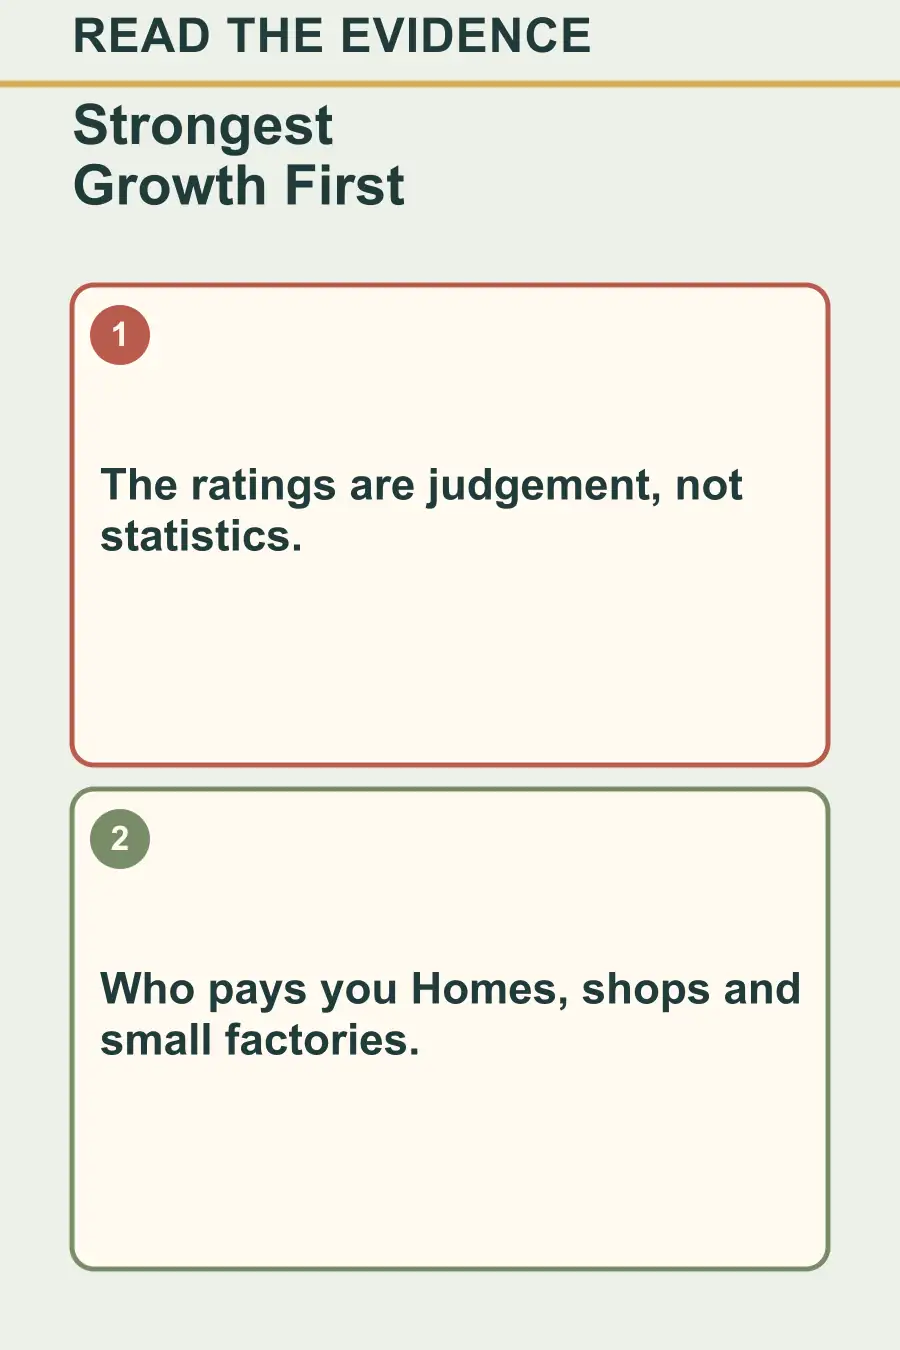 READ THE EVIDENCE
Strongest
Growth First
1
The ratings are judgement, not
statistics.
2
Who pays you Homes, shops and
small factories.